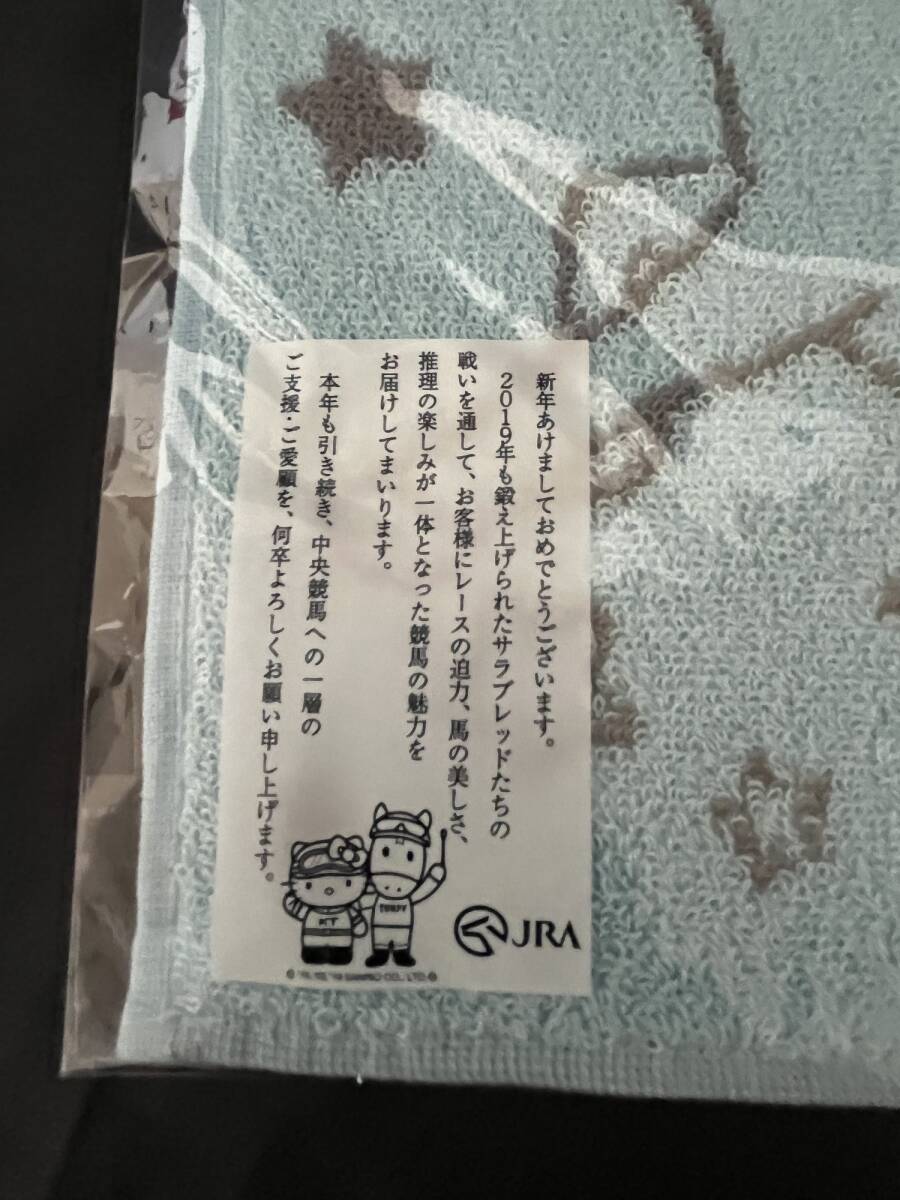 新年あけましておめでとうございます。
2019年も鍛え上げられたサラブレッドたちの
戦いを通して、お客様にレースの迫力、馬の美しさ、
推理の楽しみが一体となった競馬の魅力を
お届けしてまいります。
本年も引き続き、中央競馬への一層の
ご支援・ご愛顧を、何卒よろしくお願い申し上げます。
KT
TURFY
JRA